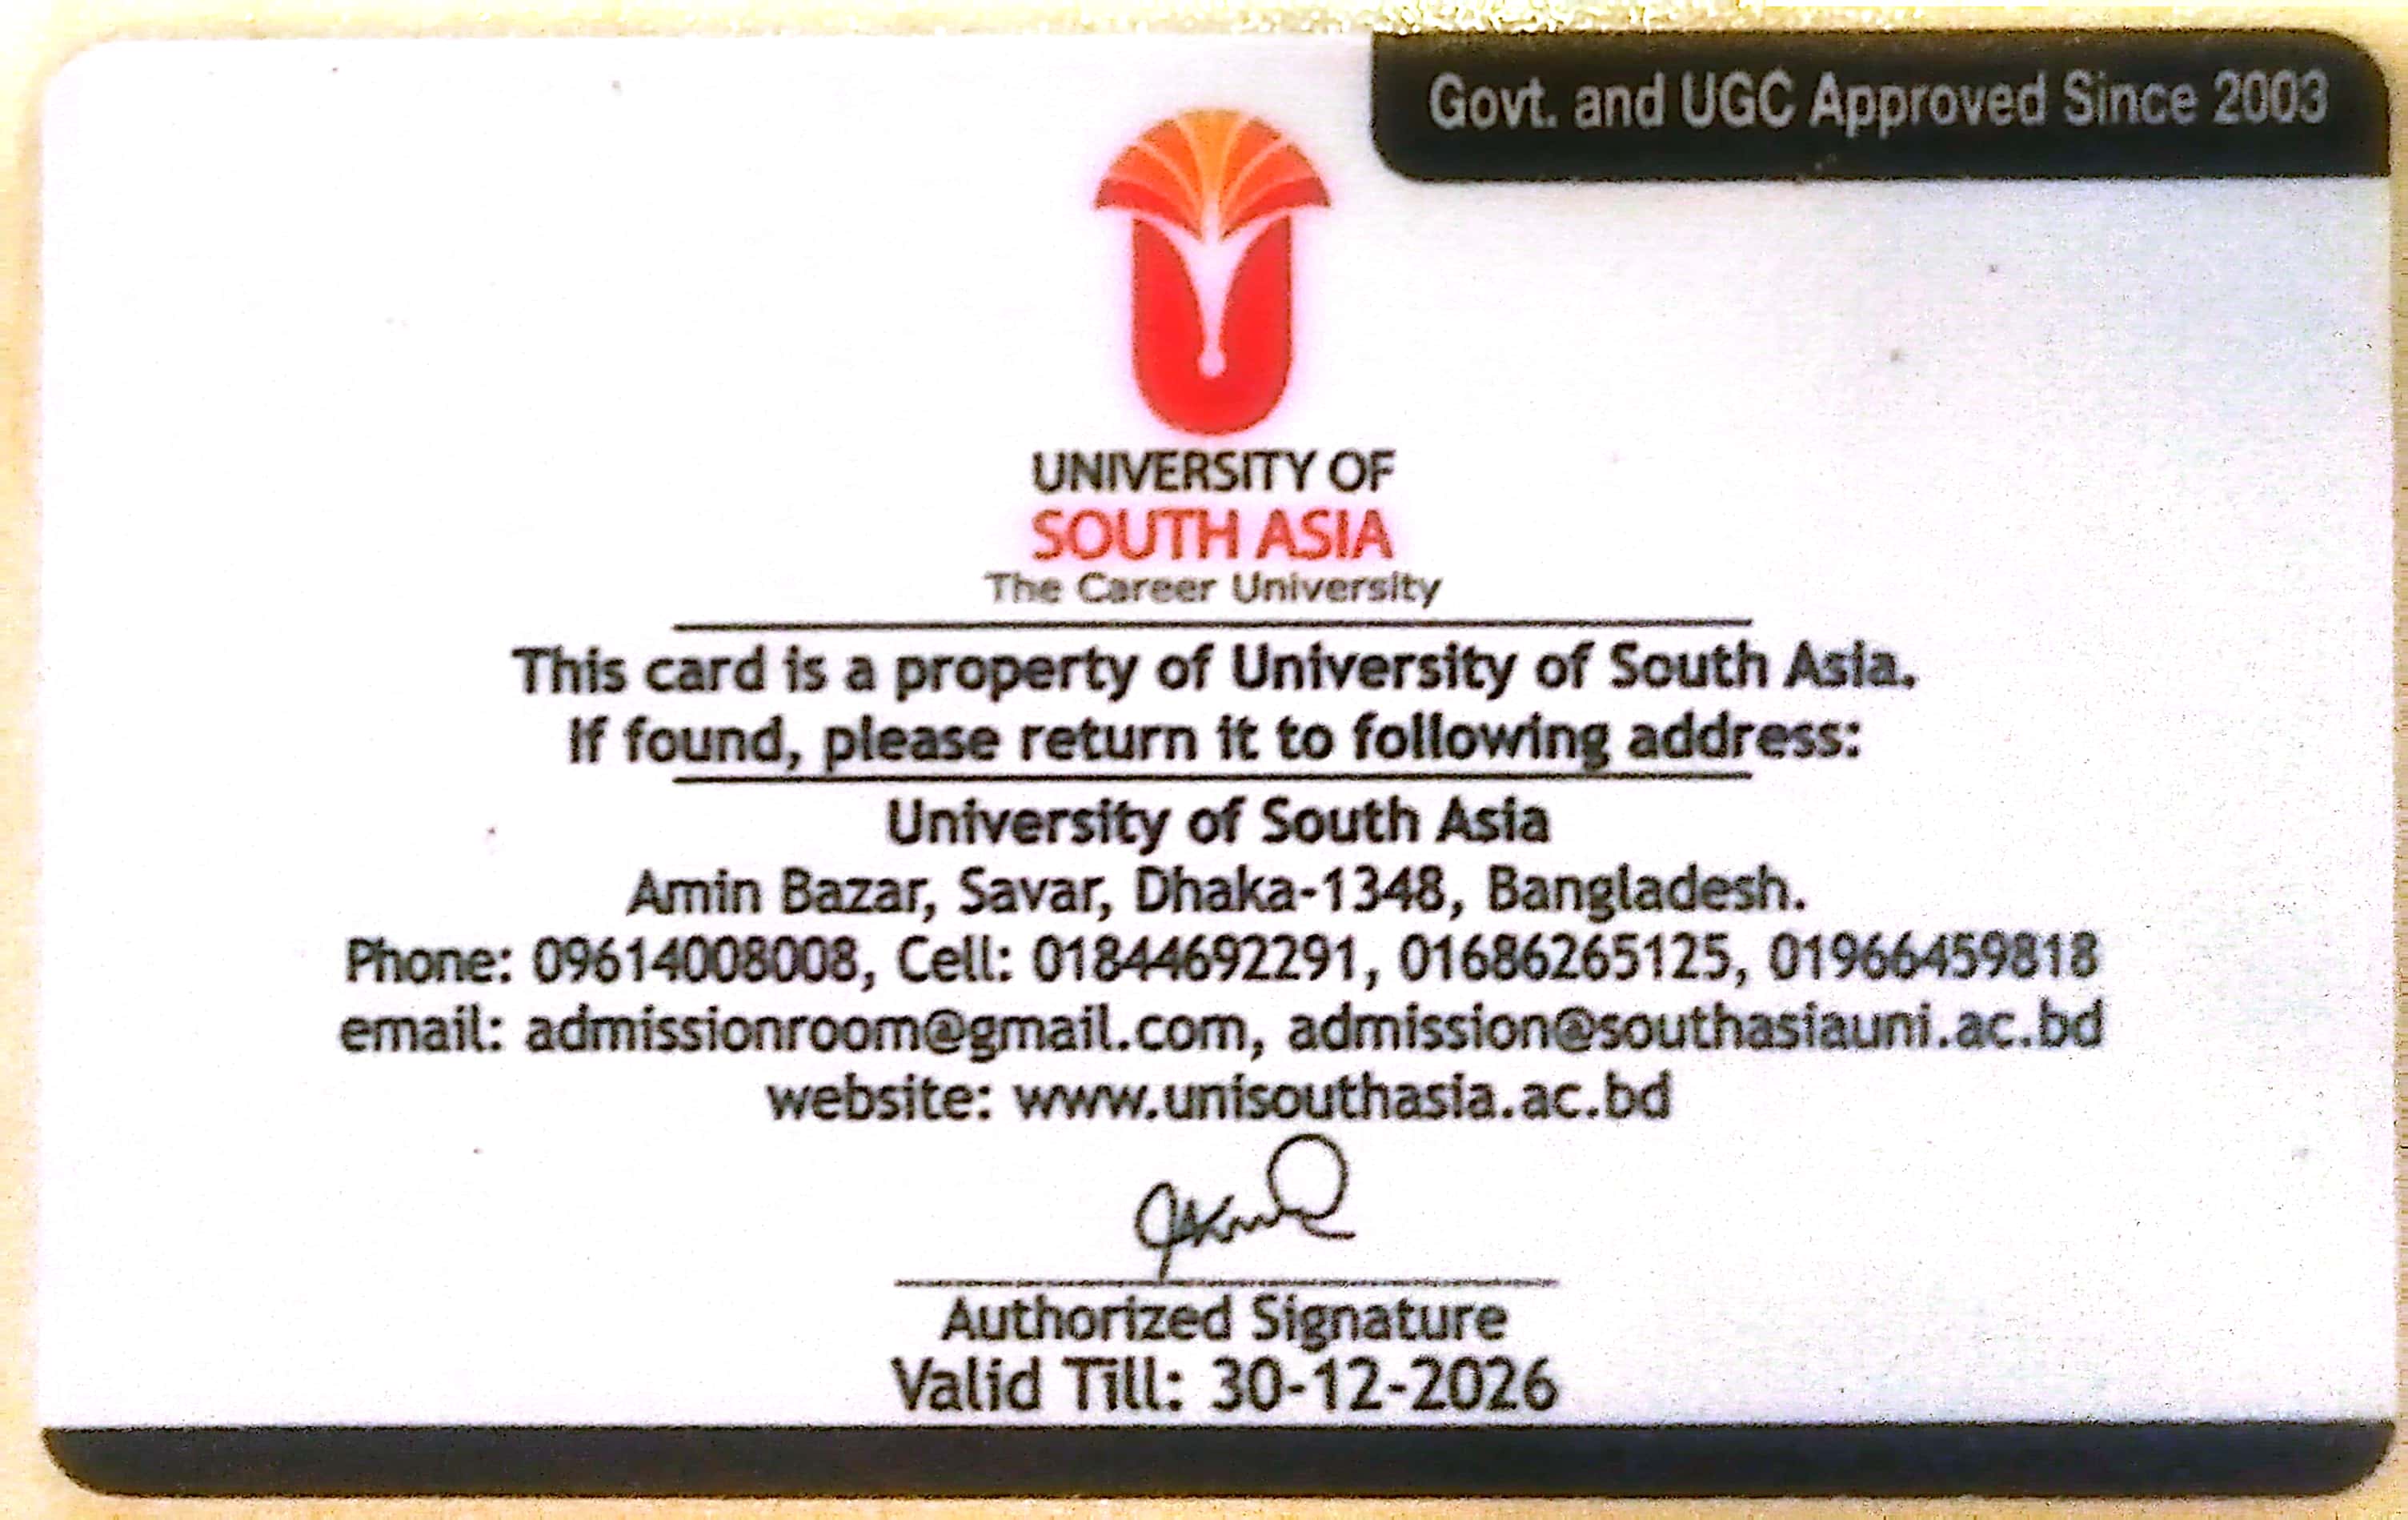 Govt. and UGC Approved Since 2003
UNIVERSITY OF
SOUTH ASIA
The Career University
This card is a property of University of South Asia.
If found, please return it to following address:
University of South Asia
Amin Bazar, Savar, Dhaka-1348, Bangladesh.
Phone: 09614008008, Cell: 01844692291, 01686265125, 01966459818
email: admissionroom@gmail.com, admission@southasiauni.ac.bd
website: www.unisouthasia.ac.bd
Authorized Signature
Valid Till: 30-12-2026